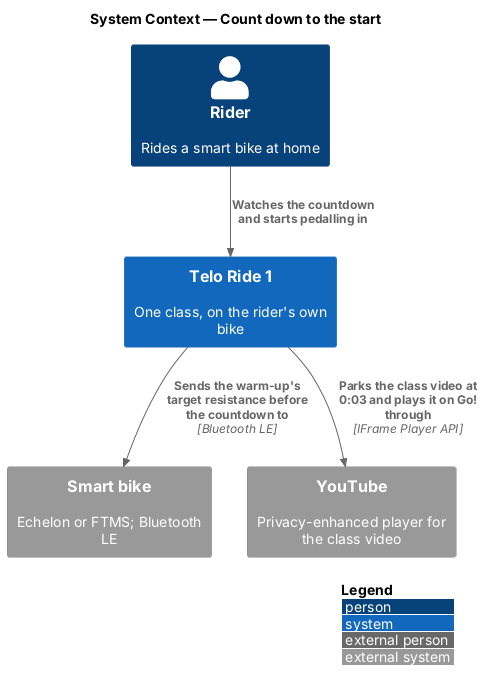 System Context — Count down to the start
Rider
Rides a smart bike at home
Watches the countdown
and starts pedalling in
Telo Ride 1
One class, on the rider's own
bike
Sends the warm-up's
target resistance before
the countdown to
[Bluetooth LE]
Parks the class video at
0:03 and plays it on Go!
through
[IFrame Player API]
Smart bike
Echelon or FTMS; Bluetooth
LE
YouTube
Privacy-enhanced player for
the class video
Legend
person
system
external person
external system